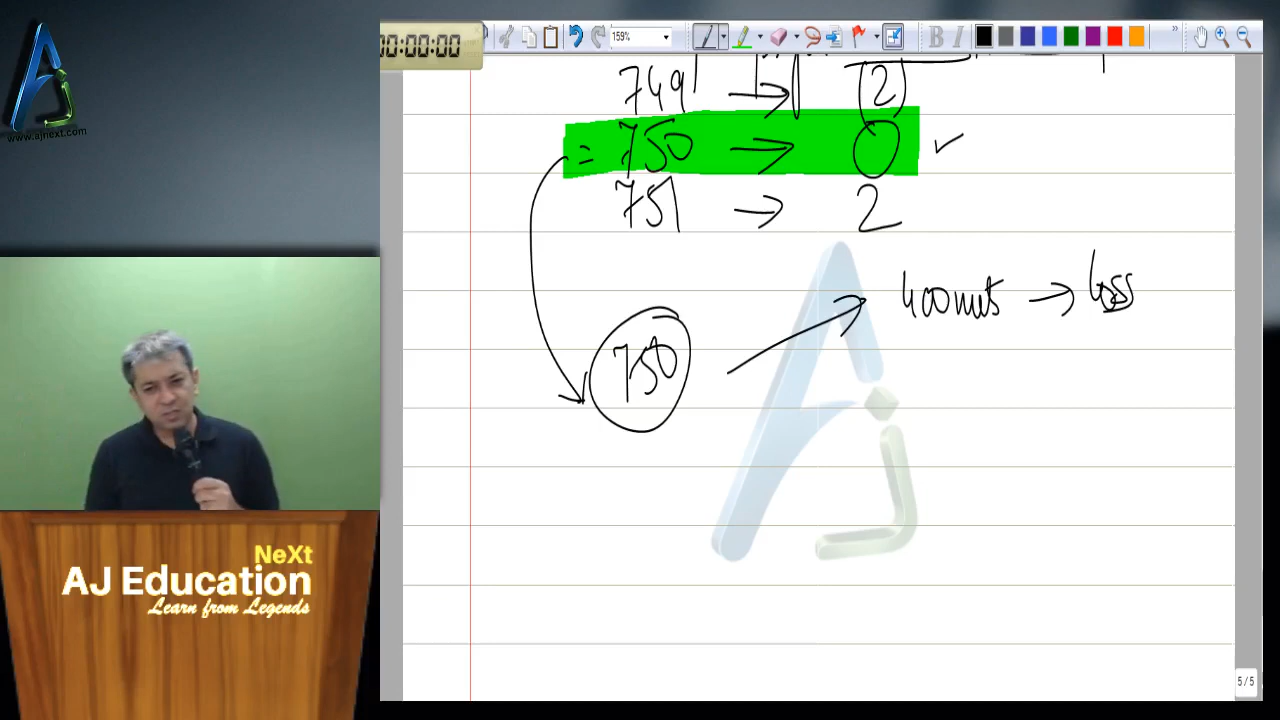 00:00:00
159%
B I
www.ajnext.com
749 → (2)
= 750 → 0 ✓
751 → 2
400 units → loss
750
NeXt
AJ Education
Learn from Legends
5/5